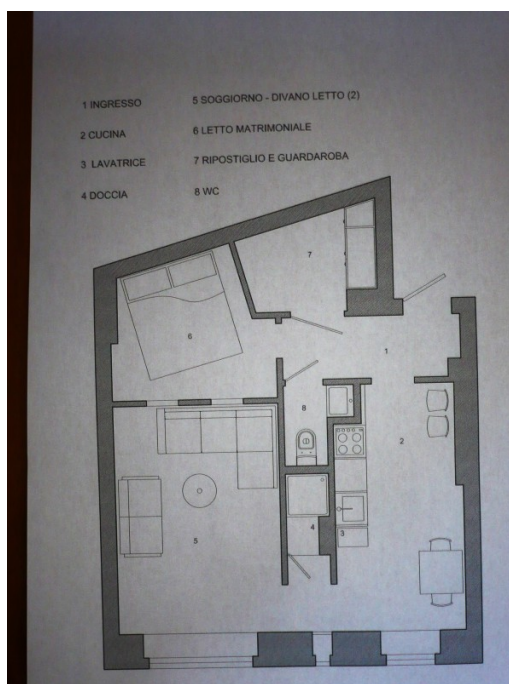 1 INGRESSO
2 CUCINA
3 LAVATRICE
4 DOCCIA
5 SOGGIORNO - DIVANO LETTO (2)
6 LETTO MATRIMONIALE
7 RIPOSTIGLIO E GUARDAROBA
8 WC
7
6
1
8
2
4
3
5